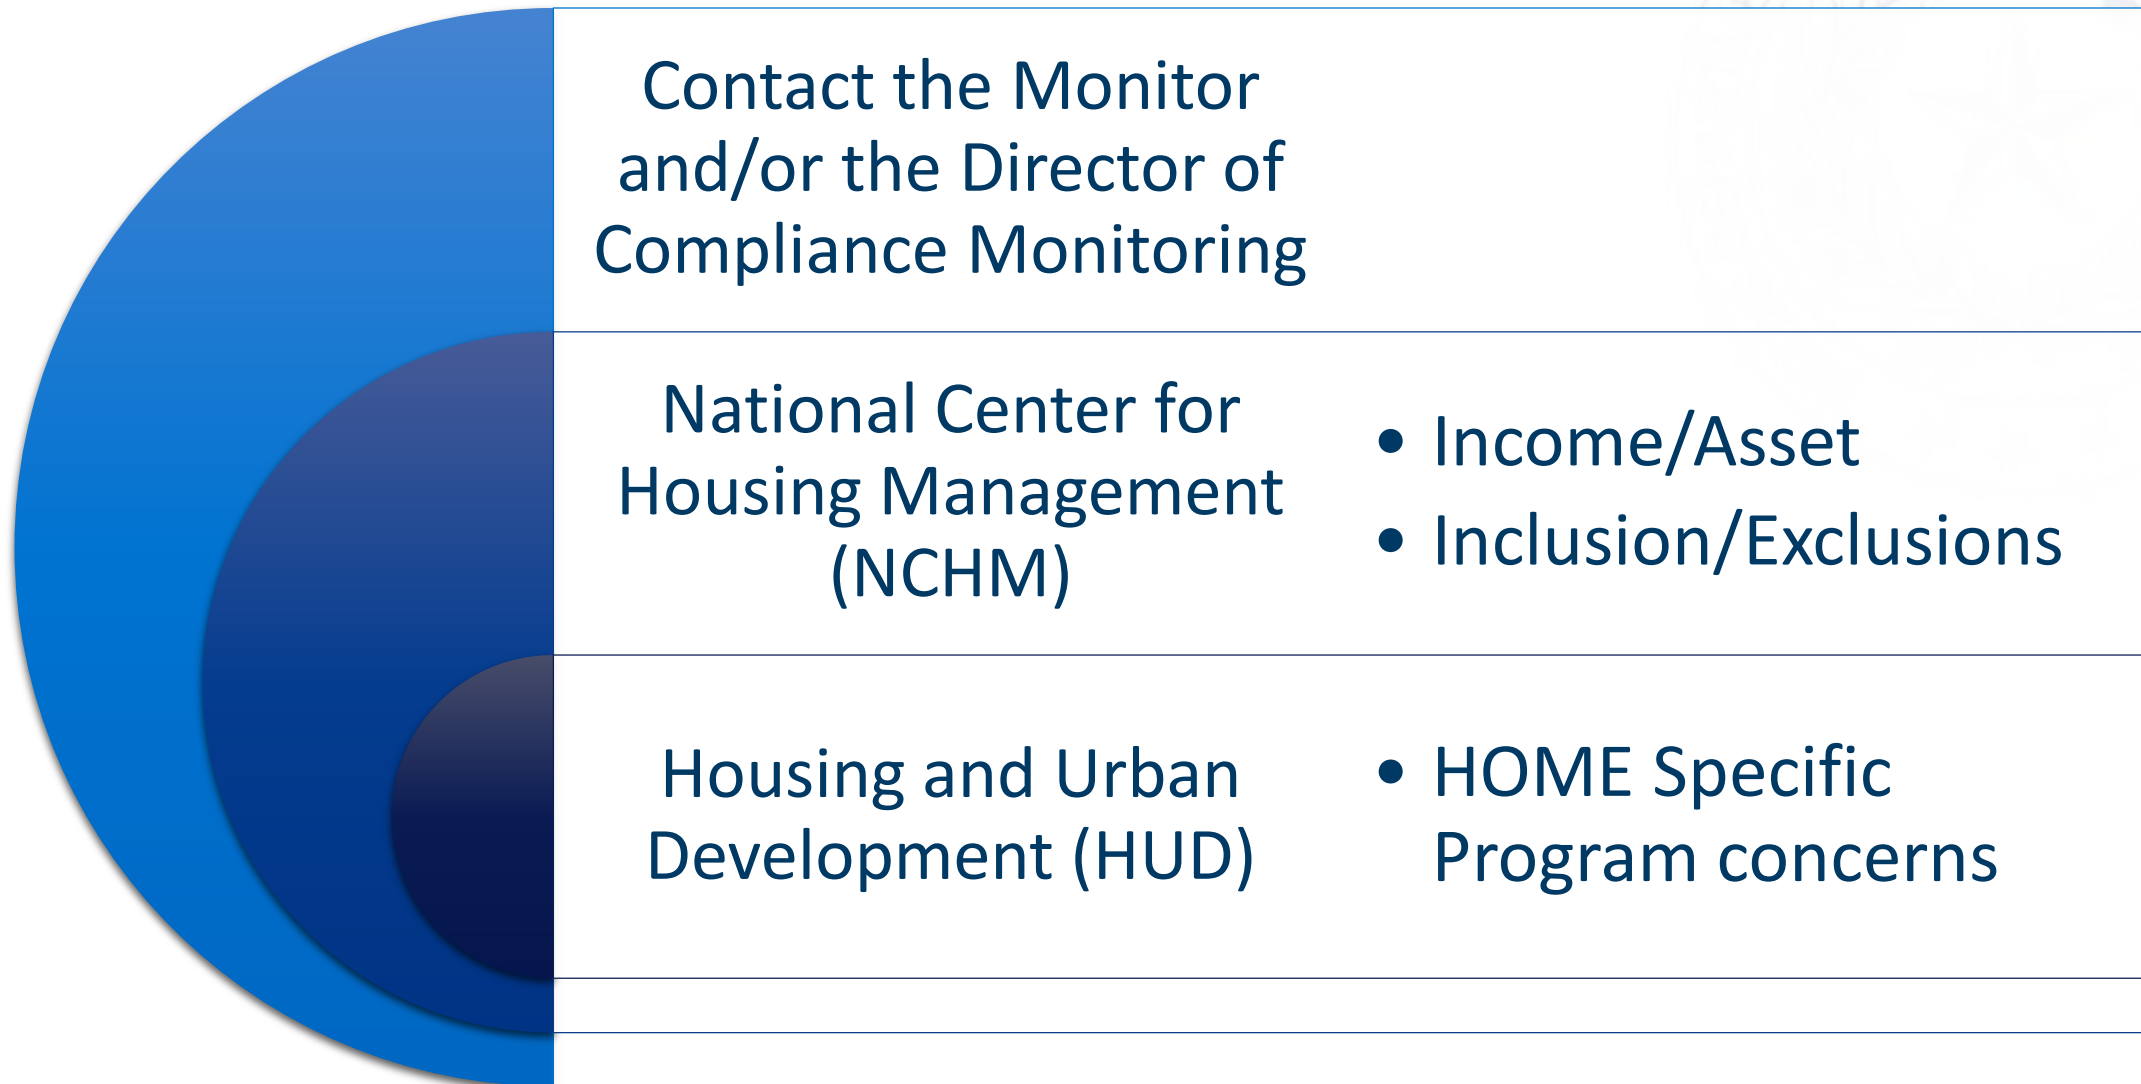 Contact the Monitor
and/or the Director of
Compliance Monitoring
National Center for
Housing Management
(NCHM)
• Income/Asset
• Inclusion/Exclusions
Housing and Urban
Development (HUD)
• HOME Specific
Program concerns